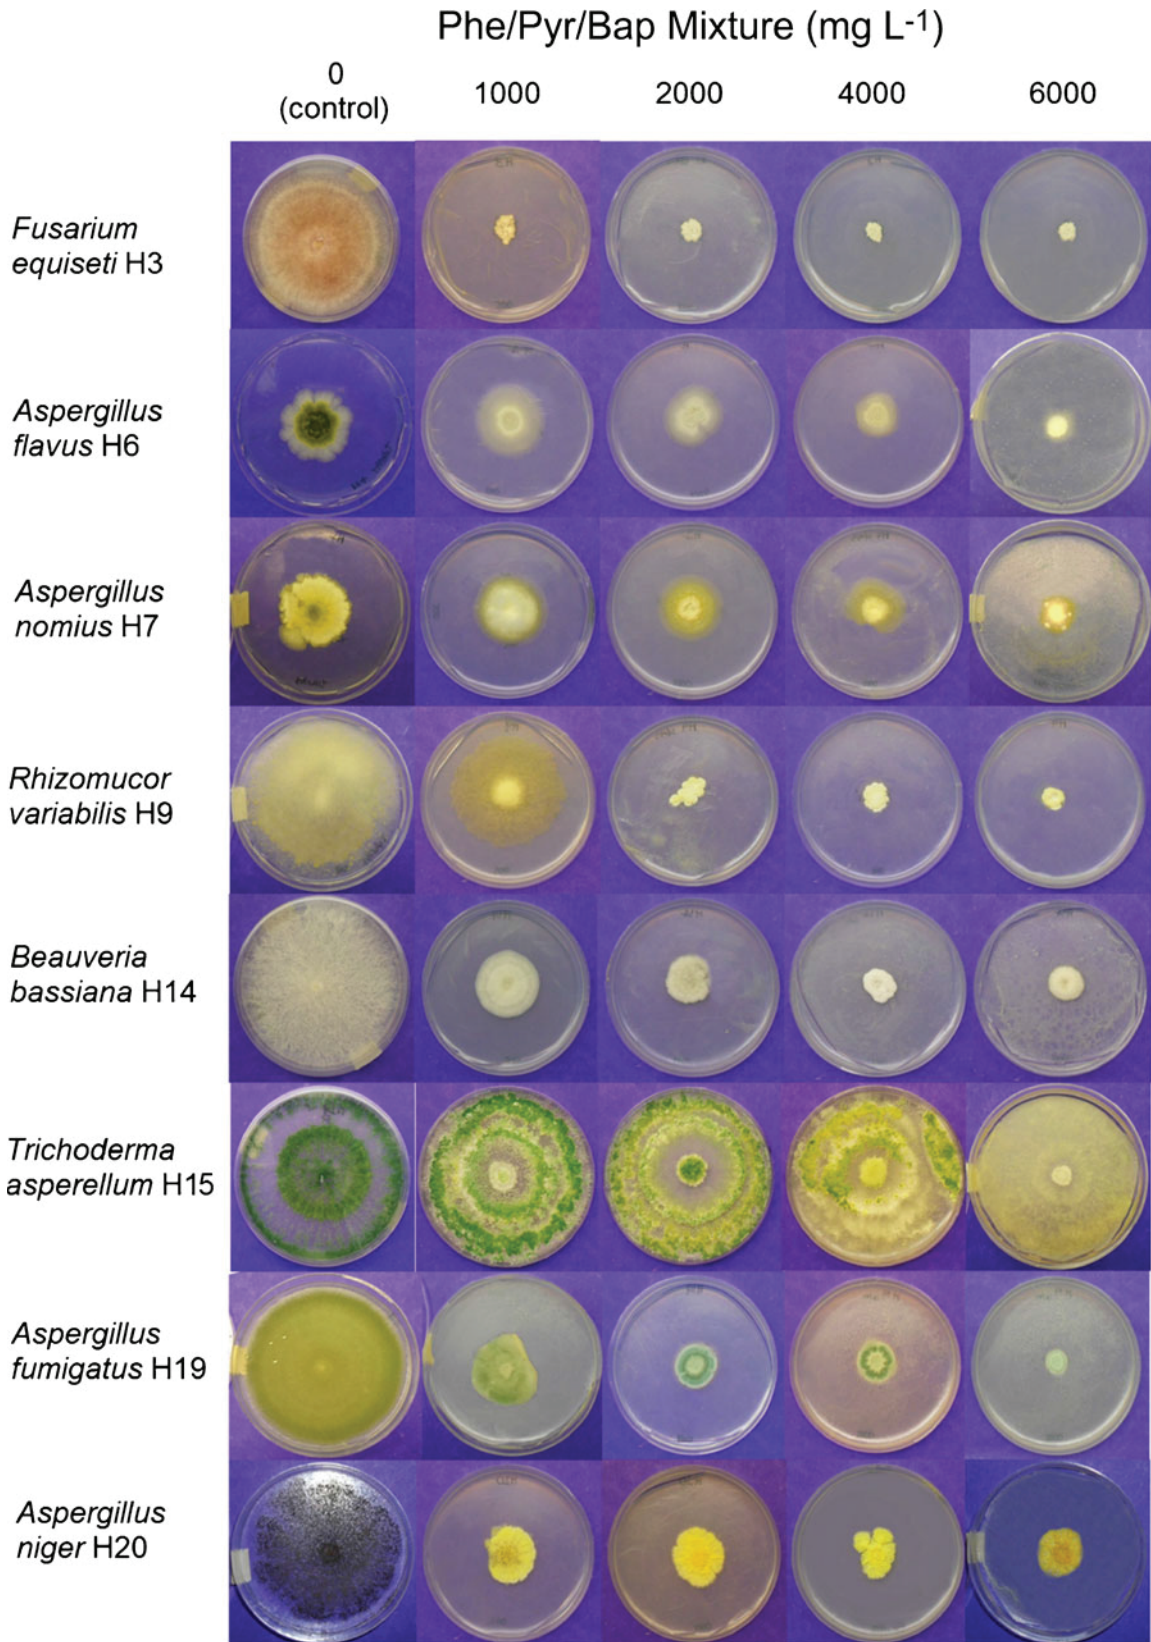 Phe/Pyr/Bap Mixture (mg L-1)
0
(control)
1000
2000
4000
6000
Fusarium
equiseti H3
Aspergillus
flavus H6
Aspergillus
nomius H7
Rhizomucor
variabilis H9
Beauveria
bassiana H14
Trichoderma
asperellum H15
Aspergillus
fumigatus H19
Aspergillus
niger H20